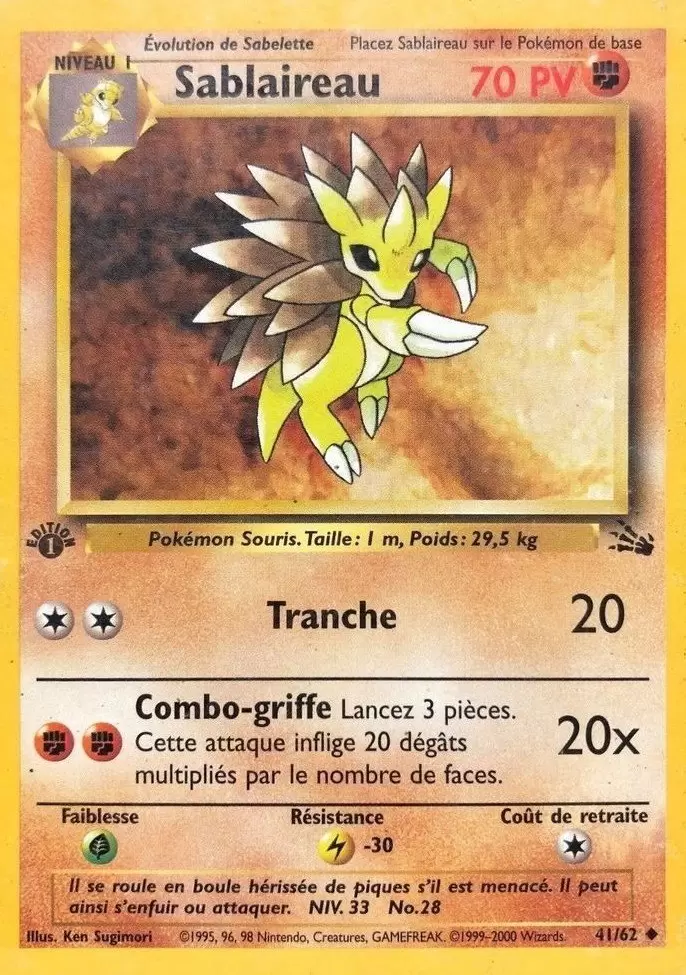 Évolution de Sabelette Placez Sablaireau sur le Pokémon de base
NIVEAU I
Sablaireau 70 PV
EDITION
1
Pokémon Souris. Taille: 1 m, Poids: 29,5 kg
Tranche 20
Combo-griffe Lancez 3 pièces.
Cette attaque inflige 20 dégâts
multipliés par le nombre de faces.
20x
Faiblesse Résistance Coût de retraite
-30
Il se roule en boule hérissée de piques s'il est menacé. Il peut
ainsi s'enfuir ou attaquer. NIV. 33 No.28
Illus. Ken Sugimori ©1995, 96, 98 Nintendo, Creatures, GAMEFREAK. ©1999-2000 Wizards. 41/62